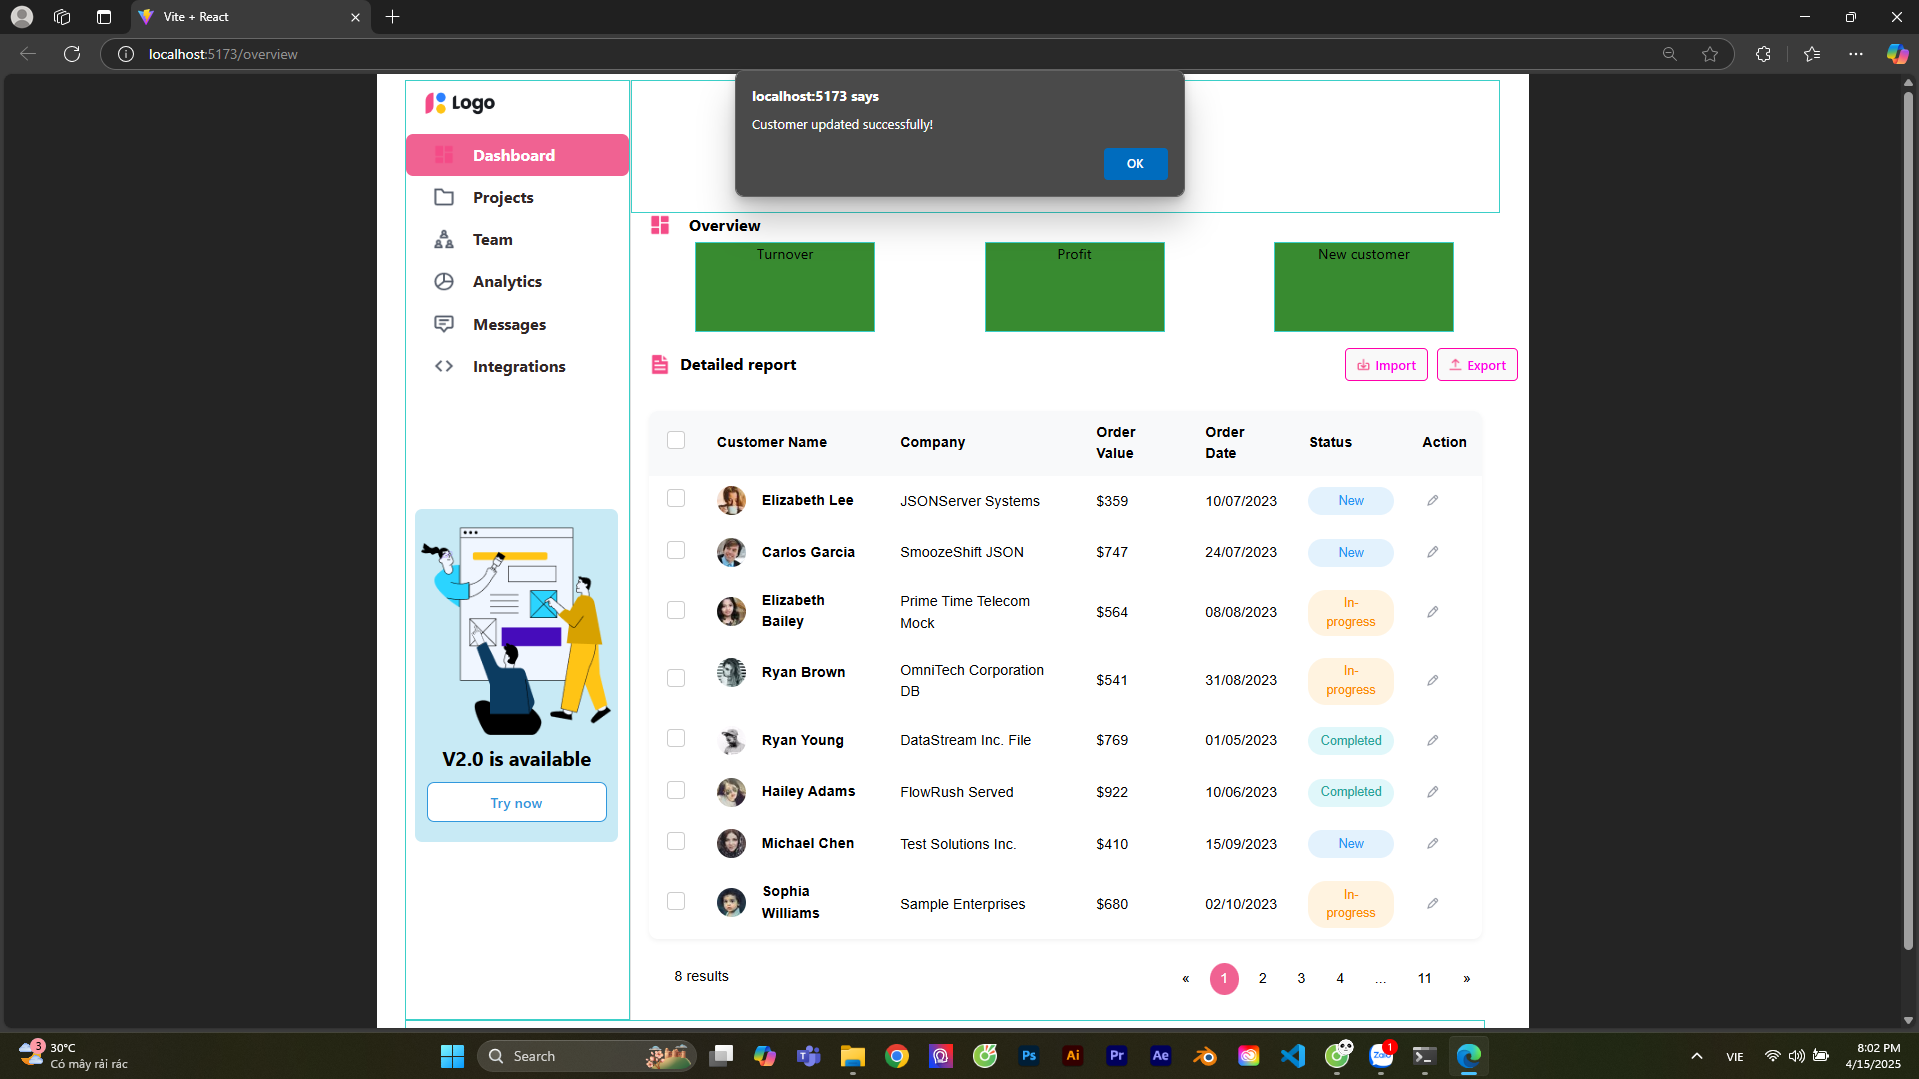 Vite + React
localhost:5173/overview
localhost:5173 says
Customer updated successfully!
OK
Logo
Dashboard
Projects
Team
Analytics
Messages
Integrations
V2.0 is available
Try now
Overview
Turnover
Profit
New customer
Detailed report
Import
Export
Customer Name
Company
Order
Value
Order
Date
Status
Action
Elizabeth Lee
JSONServer Systems
$359
10/07/2023
New
Carlos Garcia
SmoozeShift JSON
$747
24/07/2023
New
Elizabeth
Bailey
Prime Time Telecom
Mock
$564
08/08/2023
In-
progress
Ryan Brown
OmniTech Corporation
DB
$541
31/08/2023
In-
progress
Ryan Young
DataStream Inc. File
$769
01/05/2023
Completed
Hailey Adams
FlowRush Served
$922
10/06/2023
Completed
Michael Chen
Test Solutions Inc.
$410
15/09/2023
New
Sophia
Williams
Sample Enterprises
$680
02/10/2023
In-
progress
8 results
« 1 2 3 4 ... 11 »
3
30°C
Có mây rải rác
Search
Ps
Ai
Pr
Ae
Zalo
1
VIE
8:02 PM
4/15/2025